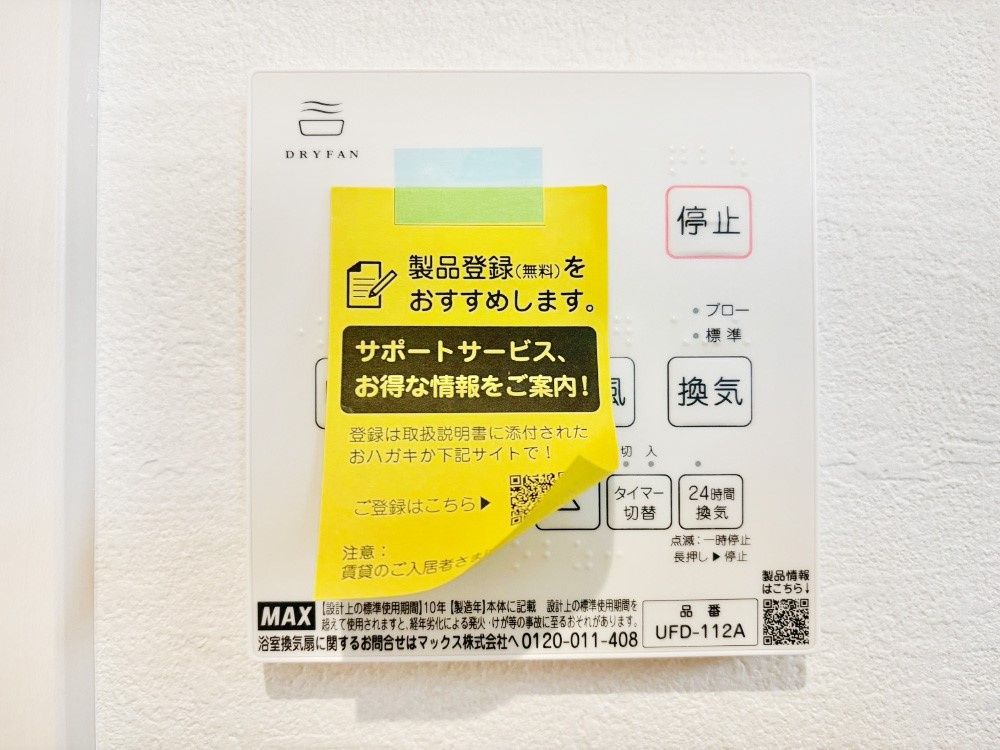 DRYFAN
停止
製品登録(無料)を
おすすめします。
ブロー
標準
サポートサービス、
お得な情報をご案内!
風
換気
登録は取扱説明書に添付された
おハガキか下記サイトで!
切 入
ご登録はこちら▶
タイマー
切替
24時間
換気
点滅:一時停止
長押し▶停止
注意:
賃貸のご入居者さま
製品情報
はこちら↓
MAX
【設計上の標準使用期間】10年【製造年】本体に記載 設計上の標準使用期間を
超えて使用されますと、経年劣化による発火・けが等の事故に至るおそれがあります。
浴室換気扇に関するお問合せはマックス株式会社へ 0120-011-408
品番
UFD-112A